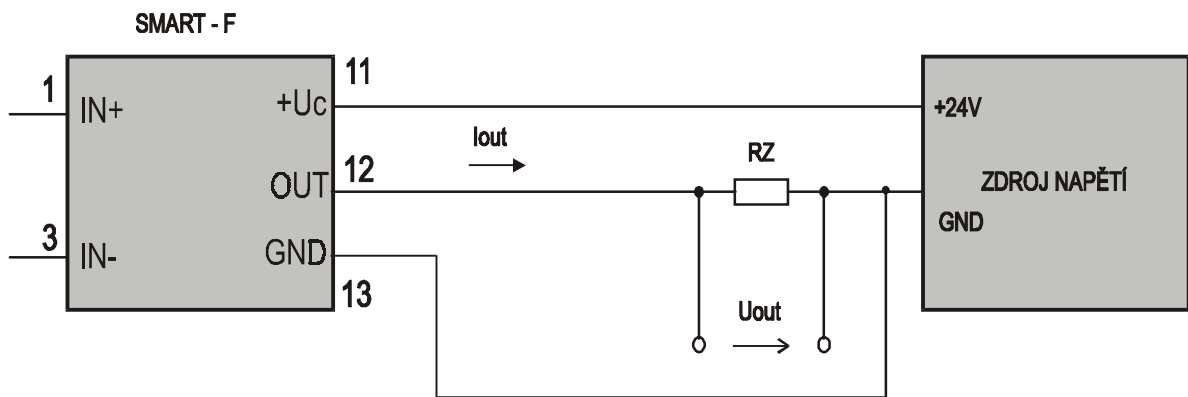 SMART - F
1
IN+
3
IN-
+Uc
11
OUT
12
GND
13
Iout
RZ
Uout
+24V
ZDROJ NAPĚTÍ
GND